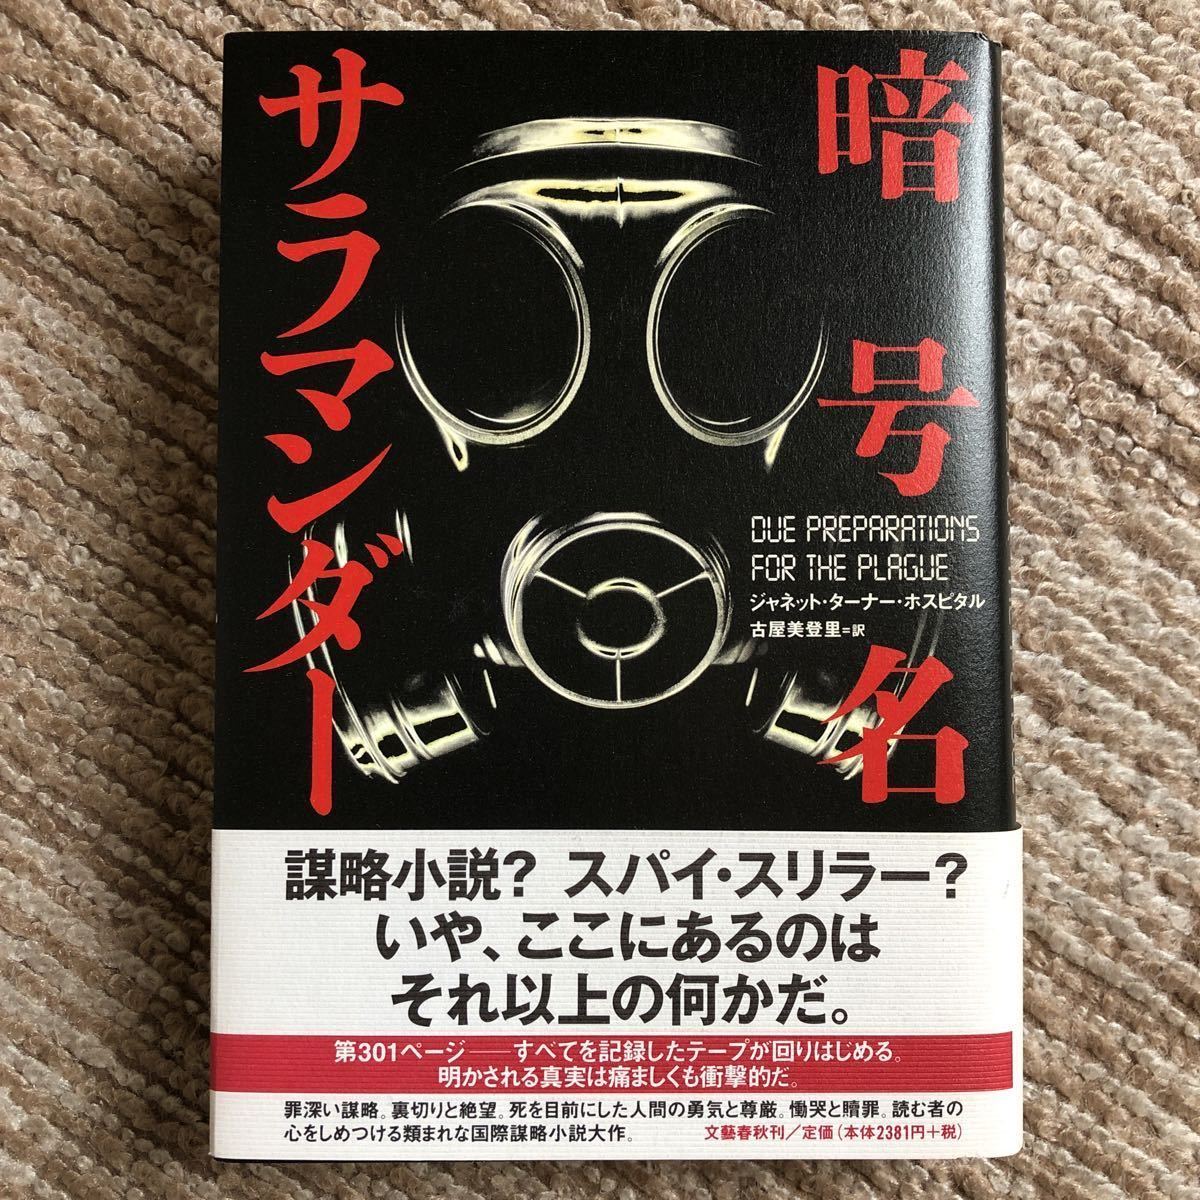 暗号名
サラマンダー
DUE PREPARATIONS
FOR THE PLAGUE
ジャネット・ターナー・ホスピタル
古屋美登里=訳
謀略小説? スパイ・スリラー?
いや、ここにあるのは
それ以上の何かだ。
第301ページ——すべてを記録したテープが回りはじめる。
明かされる真実は痛ましくも衝撃的だ。
罪深い謀略。裏切りと絶望。死を目前にした人間の勇気と尊厳。慟哭と贖罪。読む者の
心をしめつける類まれな国際謀略小説大作。 文藝春秋刊/定価(本体2381円+税)